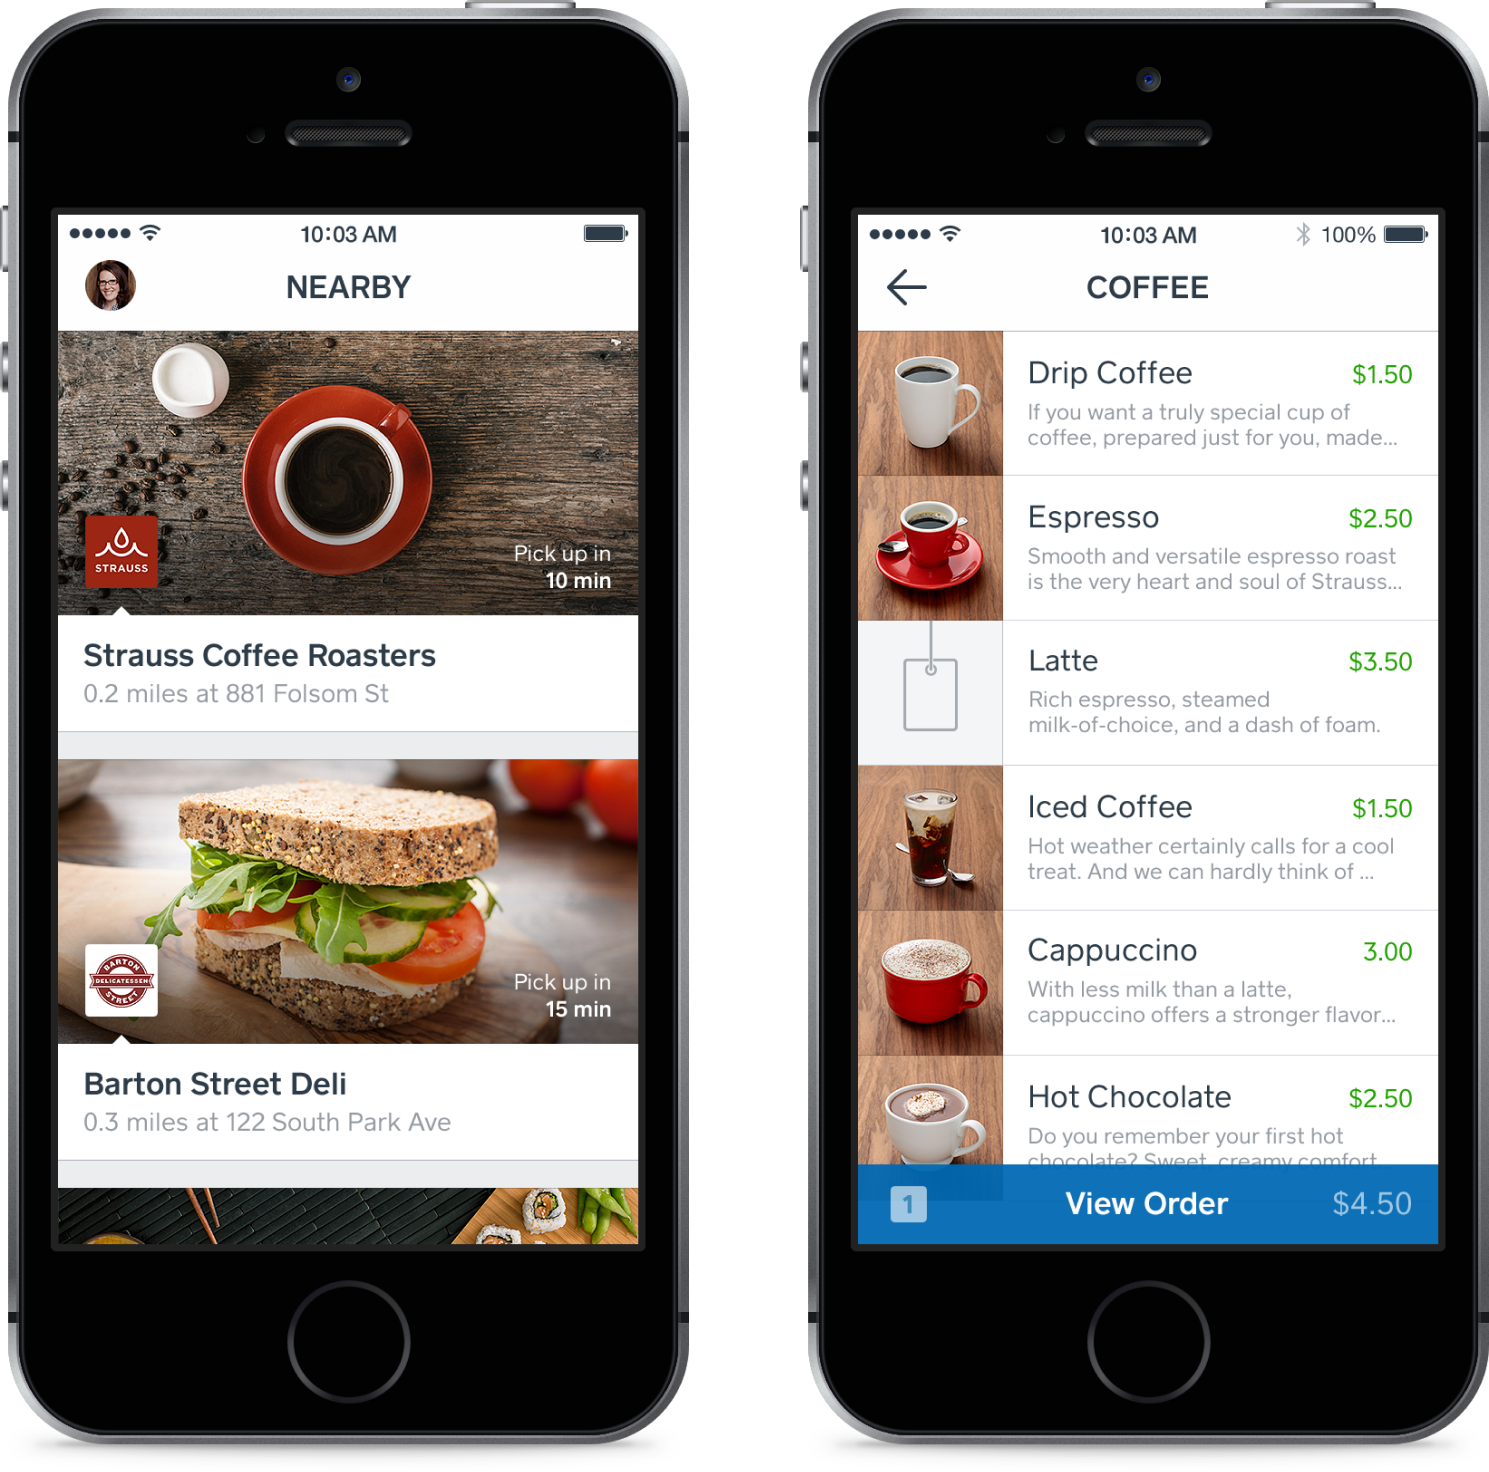 10:03 AM
NEARBY
STRAUSS
Pick up in
10 min
Strauss Coffee Roasters
0.2 miles at 881 Folsom St
BARTON
DELICATESSEN
STREET
Pick up in
15 min
Barton Street Deli
0.3 miles at 122 South Park Ave
10:03 AM
100%
COFFEE
Drip Coffee
$1.50
If you want a truly special cup of
coffee, prepared just for you, made...
Espresso
$2.50
Smooth and versatile espresso roast
is the very heart and soul of Strauss...
Latte
$3.50
Rich espresso, steamed
milk-of-choice, and a dash of foam.
Iced Coffee
$1.50
Hot weather certainly calls for a cool
treat. And we can hardly think of ...
Cappuccino
3.00
With less milk than a latte,
cappuccino offers a stronger flavor...
Hot Chocolate
$2.50
Do you remember your first hot
chocolate? Sweet, creamy comfort
1
View Order
$4.50